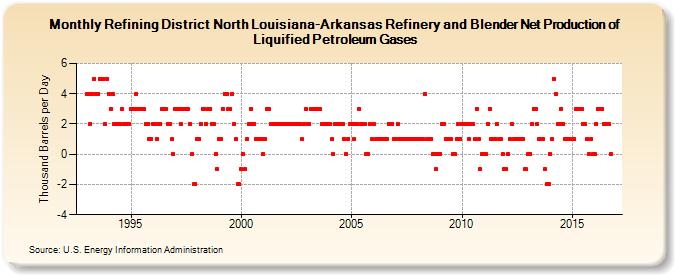 Monthly Refining District North Louisiana-Arkansas Refinery and Blender Net Production of
Liquified Petroleum Gases
Thousand Barrels per Day
6
4
2
0
-2
-4
1995
2000
2005
2010
2015
Source: U.S. Energy Information Administration